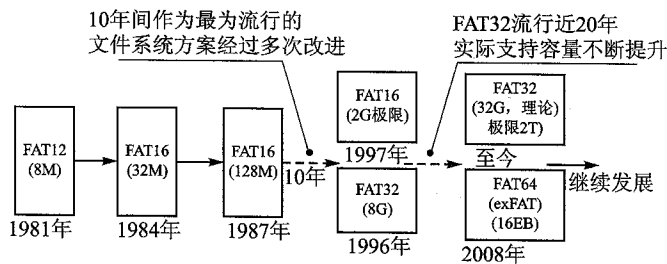 10年间作为最为流行的
文件系统方案经过多次改进
FAT32流行近20年
实际支持容量不断提升
FAT12
(8M)
1981年
FAT16
(32M)
1984年
FAT16
(128M)
1987年
10年
FAT16
(2G极限)
1997年
FAT32
(8G)
1996年
FAT32
(32G，理论)
极限2T)
至今
FAT64
(exFAT)
(16EB)
2008年
继续发展